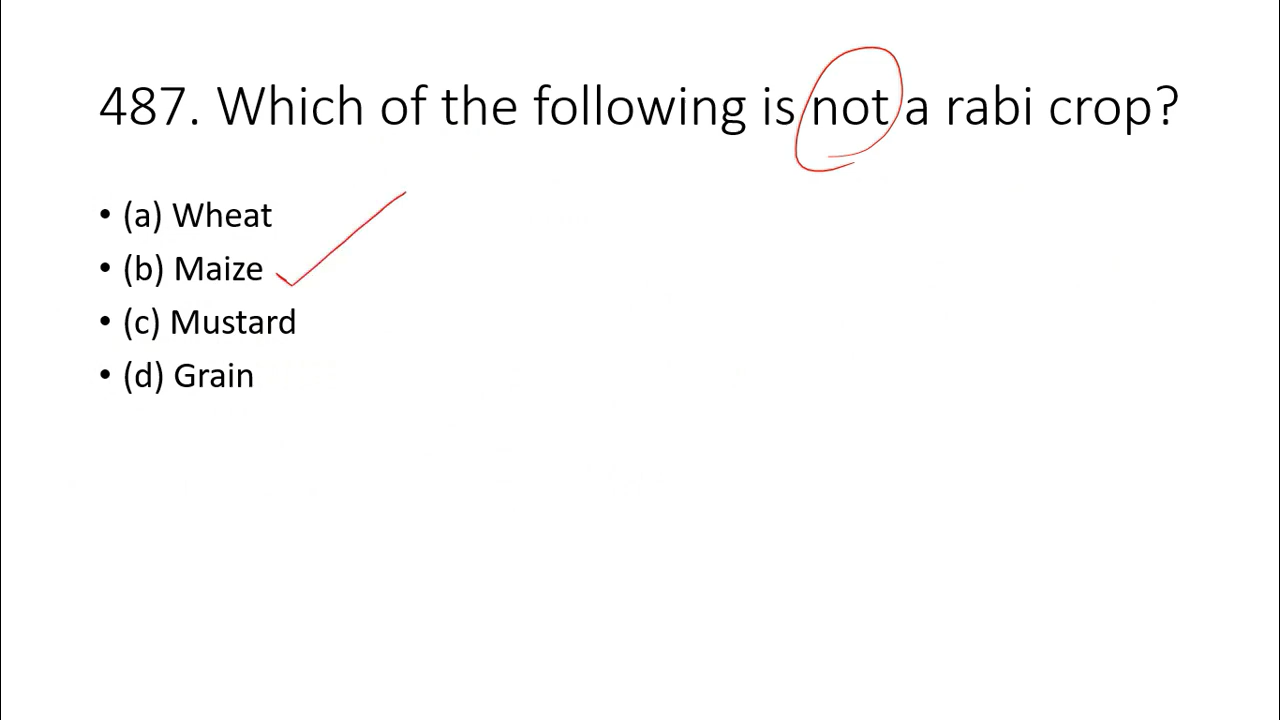 487. Which of the following is not a rabi crop?
• (a) Wheat
• (b) Maize
• (c) Mustard
• (d) Grain